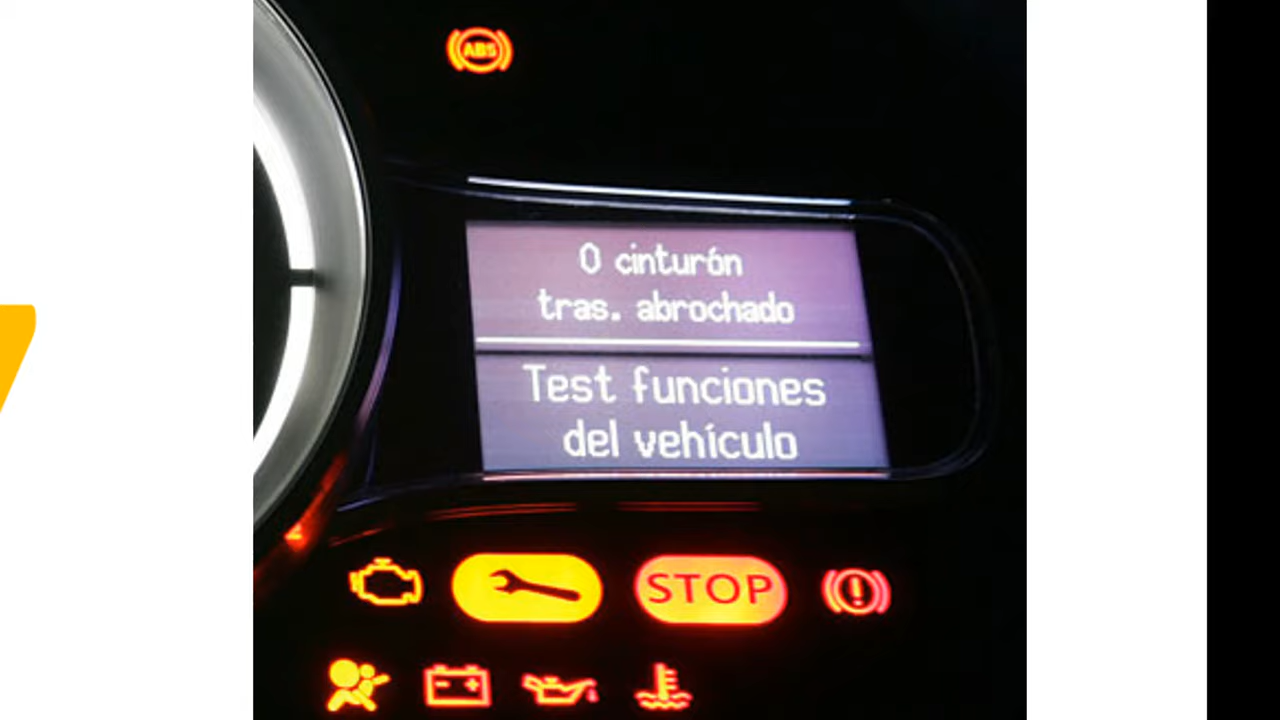 ABS
0 cinturón
tras. abrochado
Test funciones
del vehículo
STOP